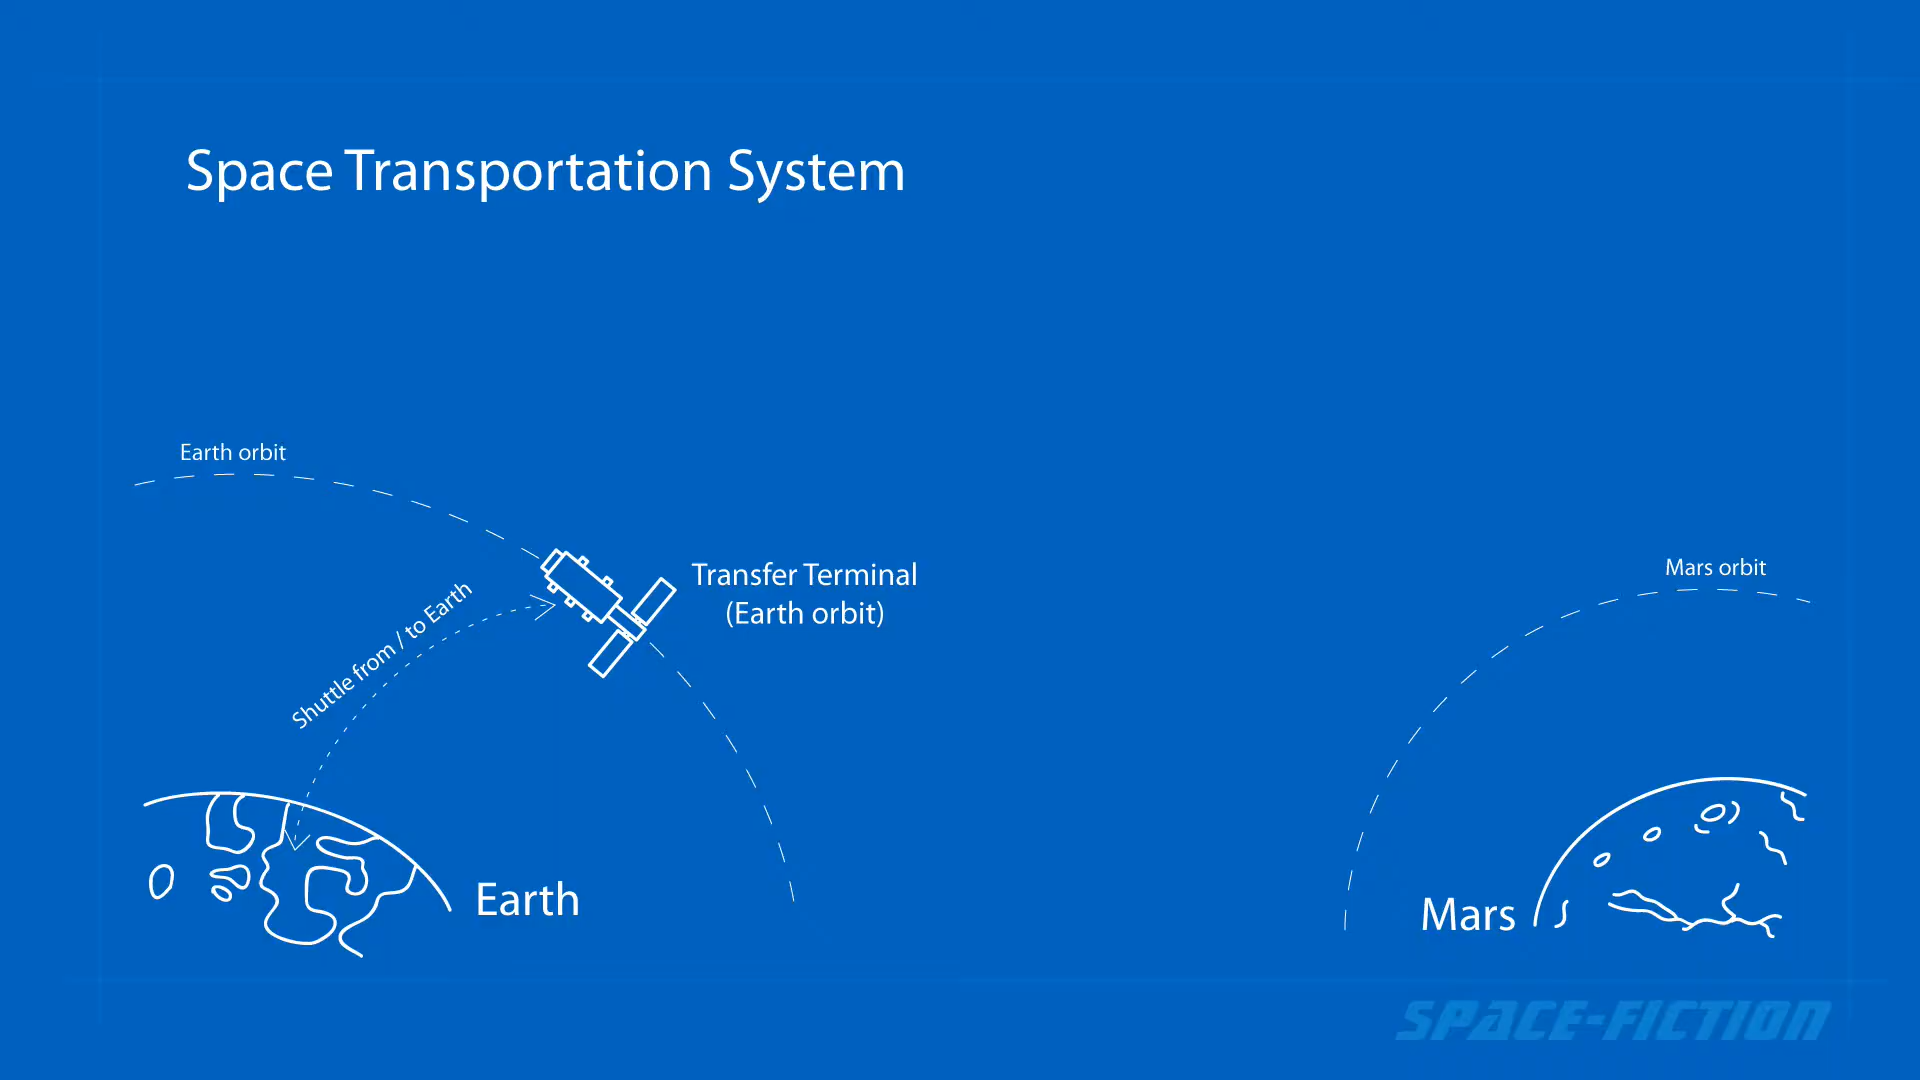 Space Transportation System
Earth orbit
Transfer Terminal
(Earth orbit)
Mars orbit
Shuttle from / to Earth
Earth
Mars
SPACE-FICTION